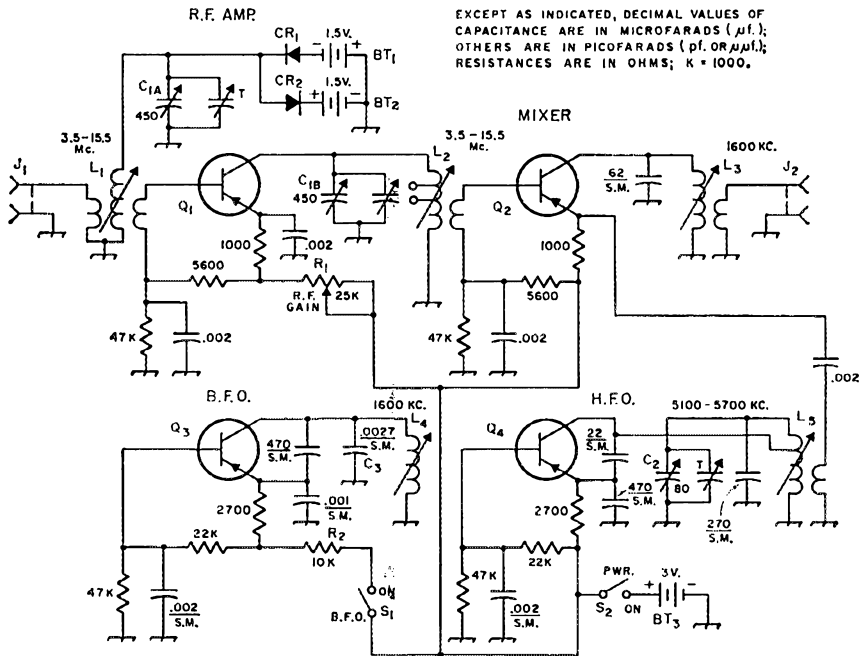 R.F. AMP.
EXCEPT AS INDICATED, DECIMAL VALUES OF
CAPACITANCE ARE IN MICROFARADS (µf.);
OTHERS ARE IN PICOFARADS (pf. OR µµf.);
RESISTANCES ARE IN OHMS; K = 1000.
CR1
- 1.5V. +
BT1
CR2
+ 1.5V. -
BT2
C1A
450
T
MIXER
3.5-15.5
Mc.
J1
L1
Q1
C1B
450
3.5-15.5
Mc.
L2
Q2
62
S.M.
1600 KC.
L3
J2
1000
.002
5600
R1
R.F.
GAIN
25K
47K
.002
1000
5600
47K
.002
.002
B.F.O.
Q3
470
S.M.
.001
S.M.
.0027
S.M.
C3
1600 KC.
L4
2700
22K
R2
10K
47K
.002
S.M.
ON
S1
B.F.O.
H.F.O.
Q4
22
S.M.
470
S.M.
5100-5700 KC.
C2
80
T
270
S.M.
L5
2700
22K
47K
.002
S.M.
PWR.
S2
ON
+ 3V. -
BT3